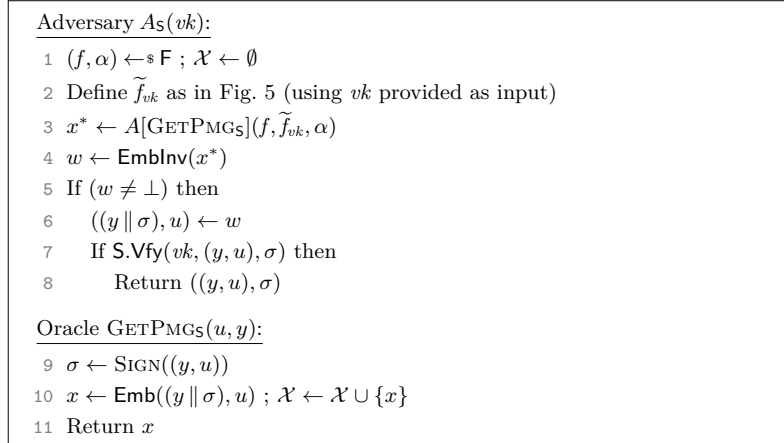 Adversary A_S(vk):
1 (f, α) ←$ F ; 𝒳 ← ∅
2 Define f̃_vk as in Fig. 5 (using vk provided as input)
3 x* ← A[GETPMG_S](f, f̃_vk, α)
4 w ← EmbInv(x*)
5 If (w ≠ ⊥) then
6 ((y ∥ σ), u) ← w
7 If S.Vfy(vk, (y, u), σ) then
8 Return ((y, u), σ)
Oracle GETPMG_S(u, y):
9 σ ← SIGN((y, u))
10 x ← Emb((y ∥ σ), u) ; 𝒳 ← 𝒳 ∪ {x}
11 Return x